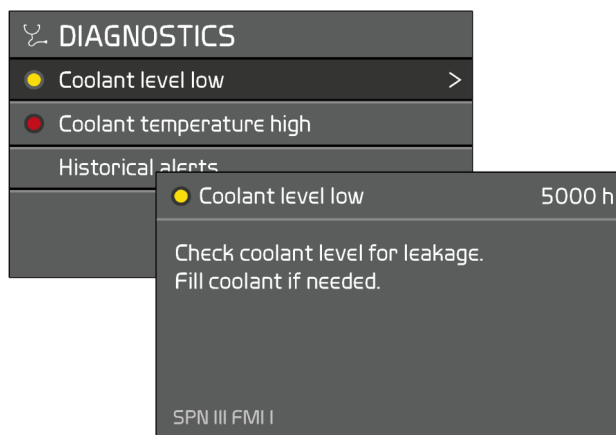 DIAGNOSTICS
Coolant level low >
Coolant temperature high
Historical alerts
Coolant level low 5000 h
Check coolant level for leakage.
Fill coolant if needed.
SPN 111 FMI 1